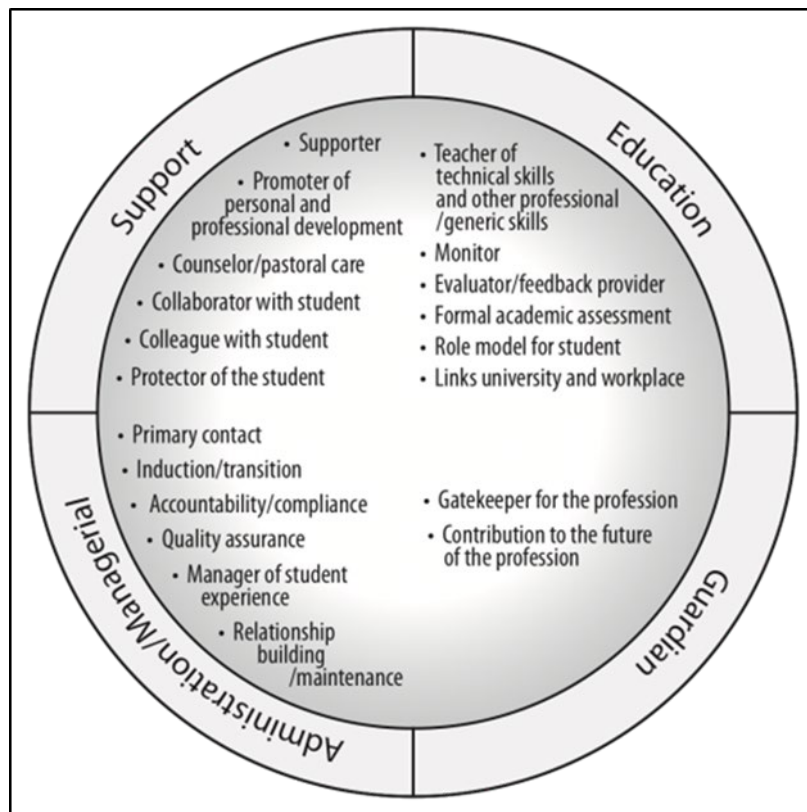 Support
• Supporter
• Promoter of
personal and
professional development
• Counselor/pastoral care
• Collaborator with student
• Colleague with student
• Protector of the student
Education
• Teacher of
technical skills
and other professional
/generic skills
• Monitor
• Evaluator/feedback provider
• Formal academic assessment
• Role model for student
• Links university and workplace
Administration/Managerial
• Primary contact
• Induction/transition
• Accountability/compliance
• Quality assurance
• Manager of student
experience
• Relationship
building
/maintenance
Guardian
• Gatekeeper for the profession
• Contribution to the future
of the profession